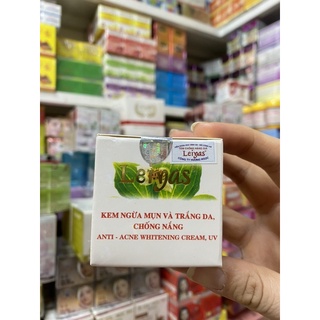 Leiyas
Leiyas
KEM NGỪA MỤN VÀ TRẮNG DA,
CHỐNG NẮNG
ANTI - ACNE WHITENING CREAM, UV